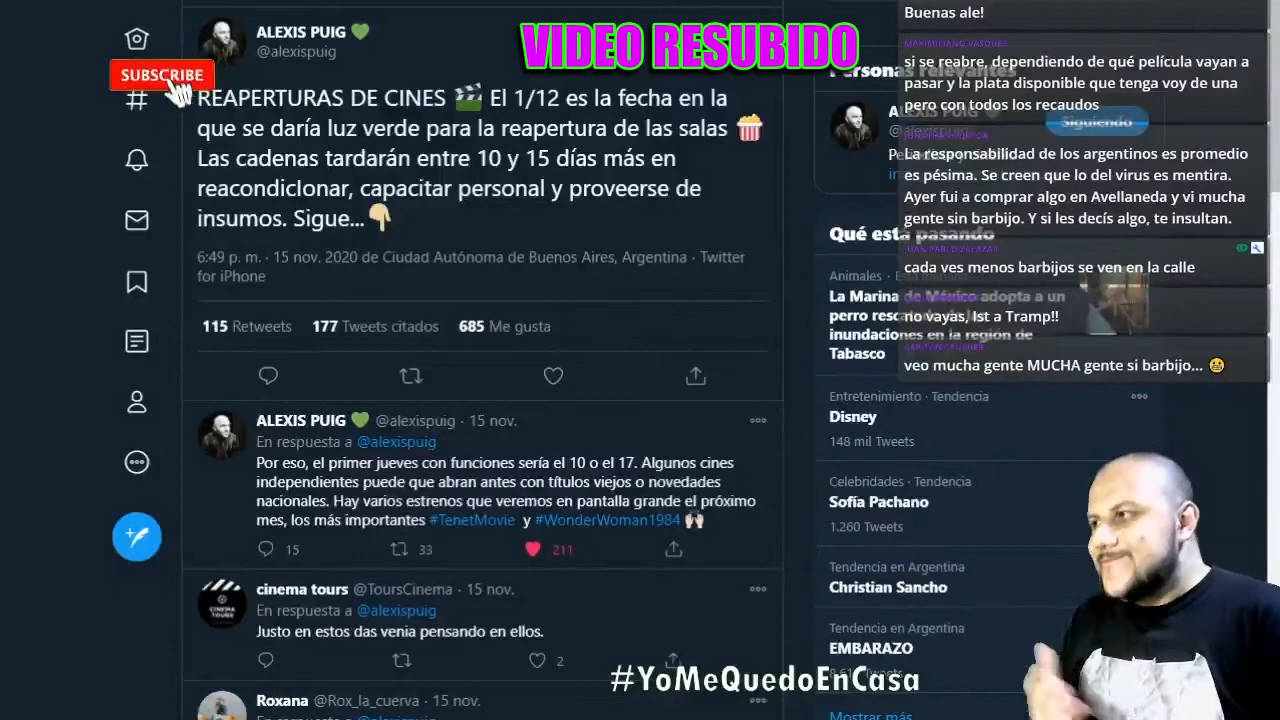 VIDEO RESUBIDO
SUBSCRIBE
ALEXIS PUIG
@alexispuig
REAPERTURAS DE CINES El 1/12 es la fecha en la
que se daría luz verde para la reapertura de las salas
Las cadenas tardarán entre 10 y 15 días más en
reacondiclonar, capacitar personal y proveerse de
insumos. Sigue...
6:49 p. m. · 15 nov. 2020 de Ciudad Autónoma de Buenos Aires, Argentina · Twitter
for iPhone
115 Retweets 177 Tweets citados 685 Me gusta
ALEXIS PUIG @alexispuig · 15 nov.
En respuesta a @alexispuig
Por eso, el primer jueves con funciones sería el 10 o el 17. Algunos cines
independientes puede que abran antes con títulos viejos o novedades
nacionales. Hay varios estrenos que veremos en pantalla grande el próximo
mes, los más importantes #TenetMovie y #WonderWoman1984
15 33 211
CINEMA TOURS
cinema tours @ToursCinema · 15 nov.
En respuesta a @alexispuig
Justo en estos das venia pensando en ellos.
2
Roxana @Rox_la_cuerva · 15 nov.
En respuesta a @alexispuig
Buenas ale!
MAXIMILIANO VASQUES
si se reabre, dependiendo de qué película vayan a
pasar y la plata disponible que tenga voy de una
pero con todos los recaudos
La responsabilidad de los argentinos es promedio
es pésima. Se creen que lo del virus es mentira.
Ayer fui a comprar algo en Avellaneda y vi mucha
gente sin barbijo. Y si les decís algo, te insultan.
JUAN PABLO SALAZAR
cada ves menos barbijos se ven en la calle
no vayas, Ist a Tramp!!
veo mucha gente MUCHA gente si barbijo...
Personas relevantes
Siguiendo
Qué está pasando
Animales
La Marina de México adopta a un
perro
inundaciones en la región de
Tabasco
Entretenimiento · Tendencia
Disney
148 mil Tweets
Celebridades · Tendencia
Sofía Pachano
1.260 Tweets
Tendencia en Argentina
Christian Sancho
Tendencia en Argentina
EMBARAZO
Tweets
Mostrar más
#YoMeQuedoEnCasa